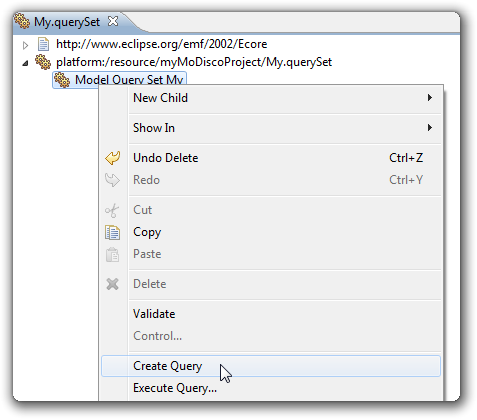 My.querySet
http://www.eclipse.org/emf/2002/Ecore
platform:/resource/myMoDiscoProject/My.querySet
Model Query Set My
New Child
Show In
Undo Delete Ctrl+Z
Redo Ctrl+Y
Cut
Copy
Paste
Delete
Validate
Control...
Create Query
Execute Query...